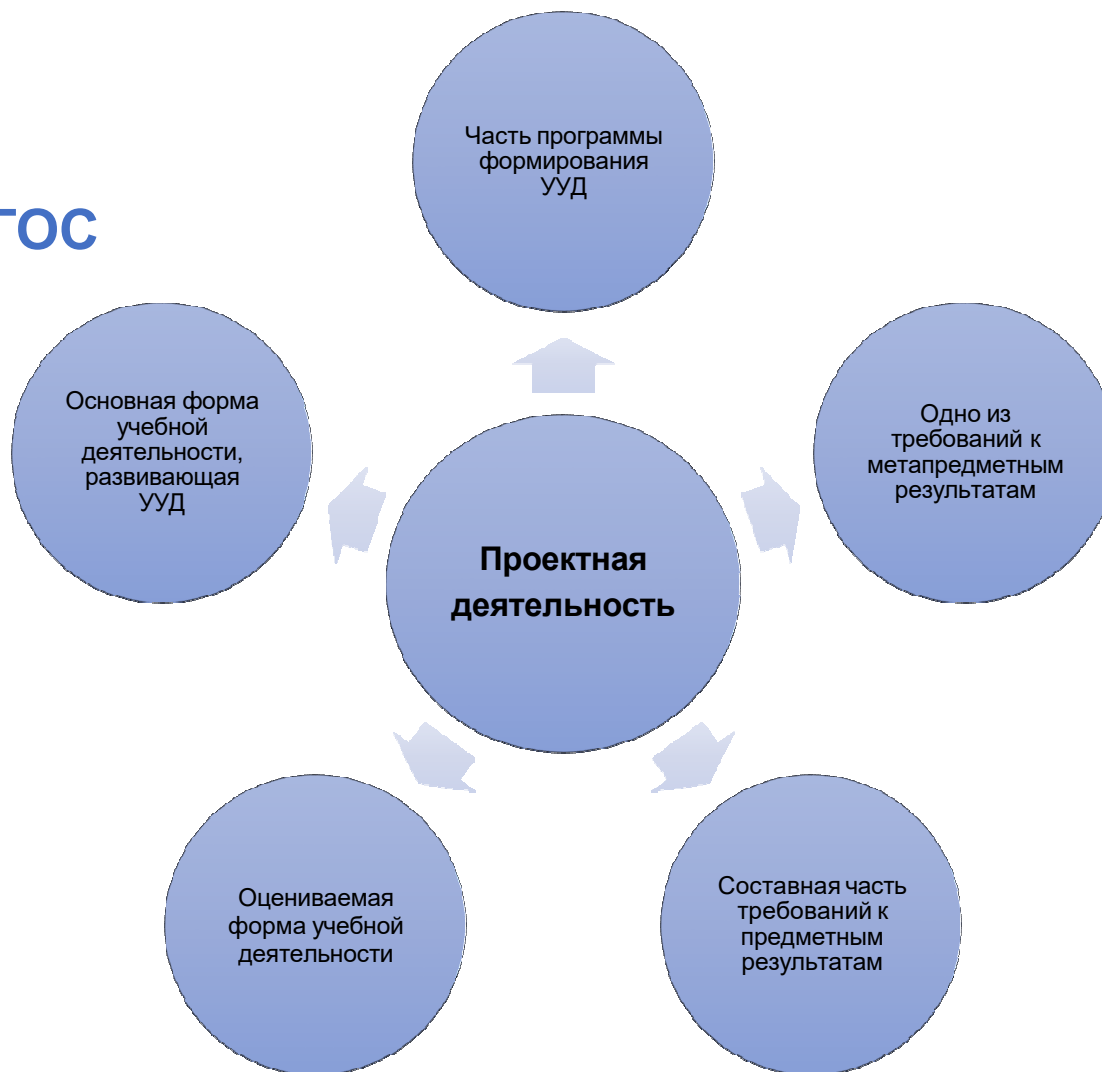 Часть программы
формирования
УУД
ГОС
Основная форма
учебной
деятельности,
развивающая
УУД
Одно из
требований к
метапредметным
результатам
Проектная
деятельность
Оцениваемая
форма учебной
деятельности
Составная часть
требований к
предметным
результатам